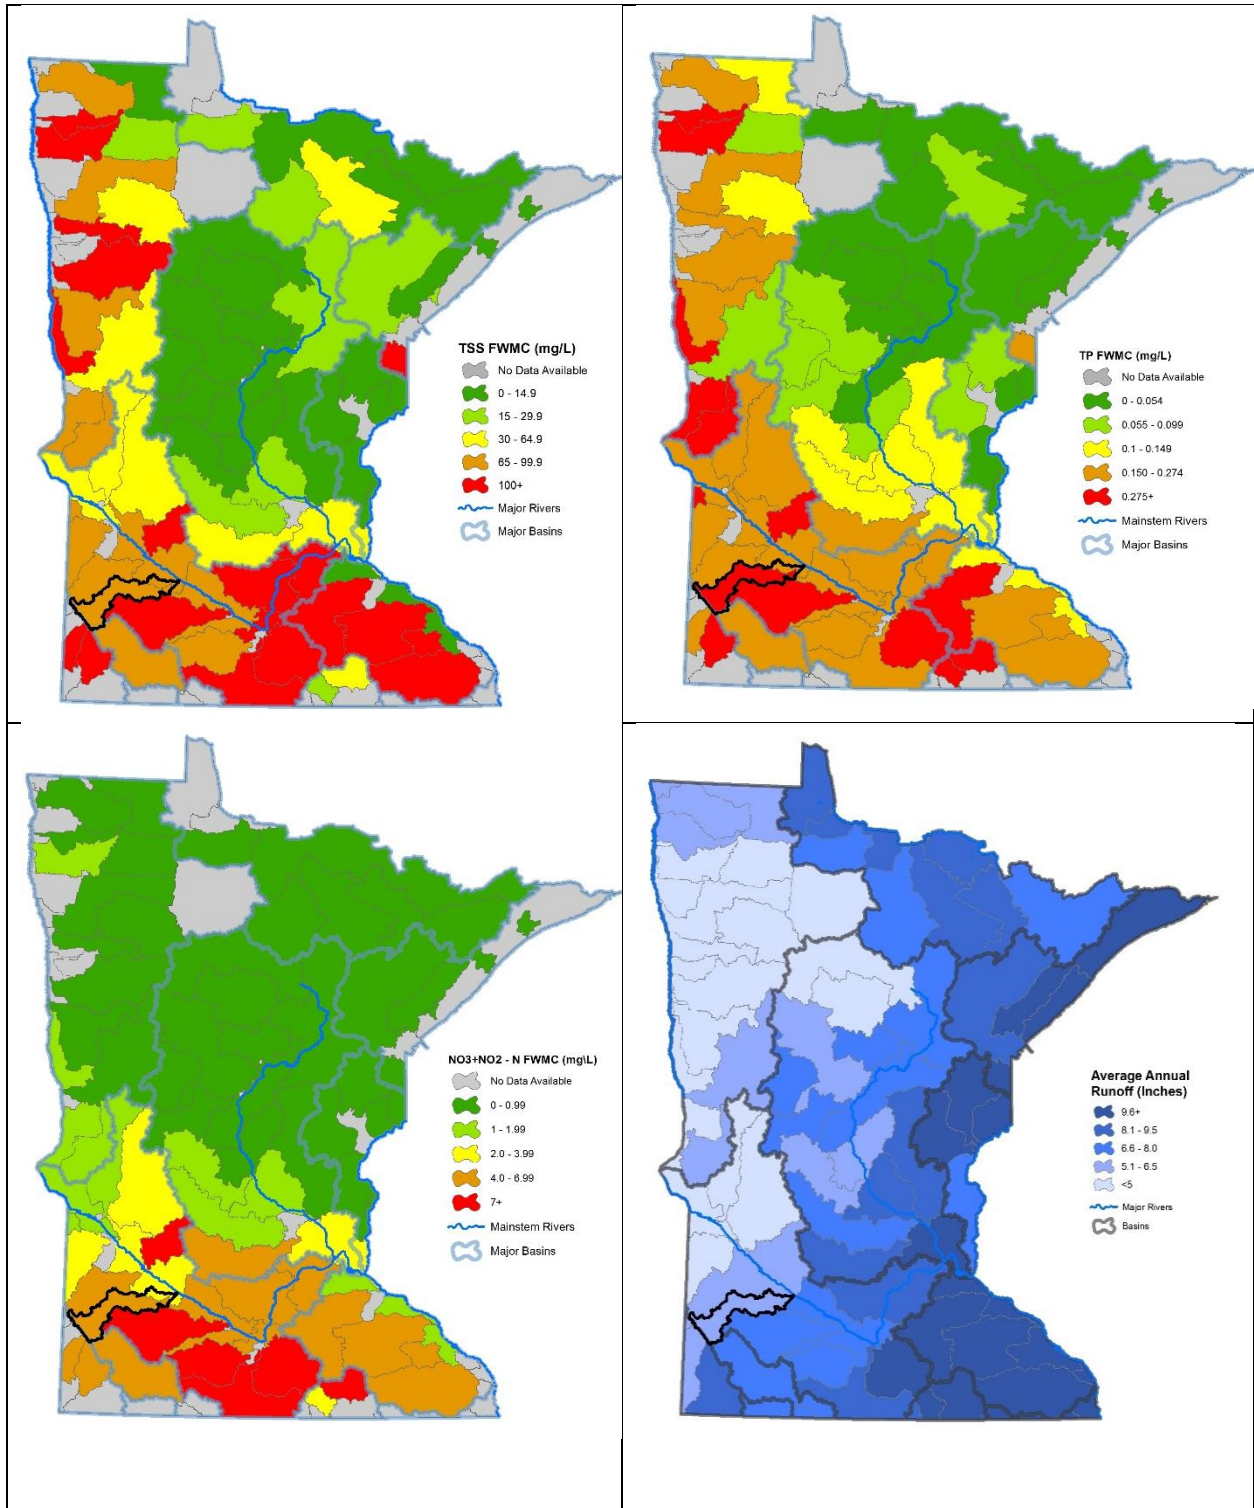 TSS FWMC (mg/L)
No Data Available
0 - 14.9
15 - 29.9
30 - 64.9
65 - 99.9
100+
Major Rivers
Major Basins
TP FWMC (mg/L)
No Data Available
0 - 0.054
0.055 - 0.099
0.1 - 0.149
0.150 - 0.274
0.275+
Mainstem Rivers
Major Basins
NO3+NO2 - N FWMC (mg\L)
No Data Available
0 - 0.99
1 - 1.99
2.0 - 3.99
4.0 - 6.99
7+
Mainstem Rivers
Major Basins
Average Annual
Runoff (Inches)
9.6+
8.1 - 9.5
6.6 - 8.0
5.1 - 6.5
<5
Major Rivers
Basins